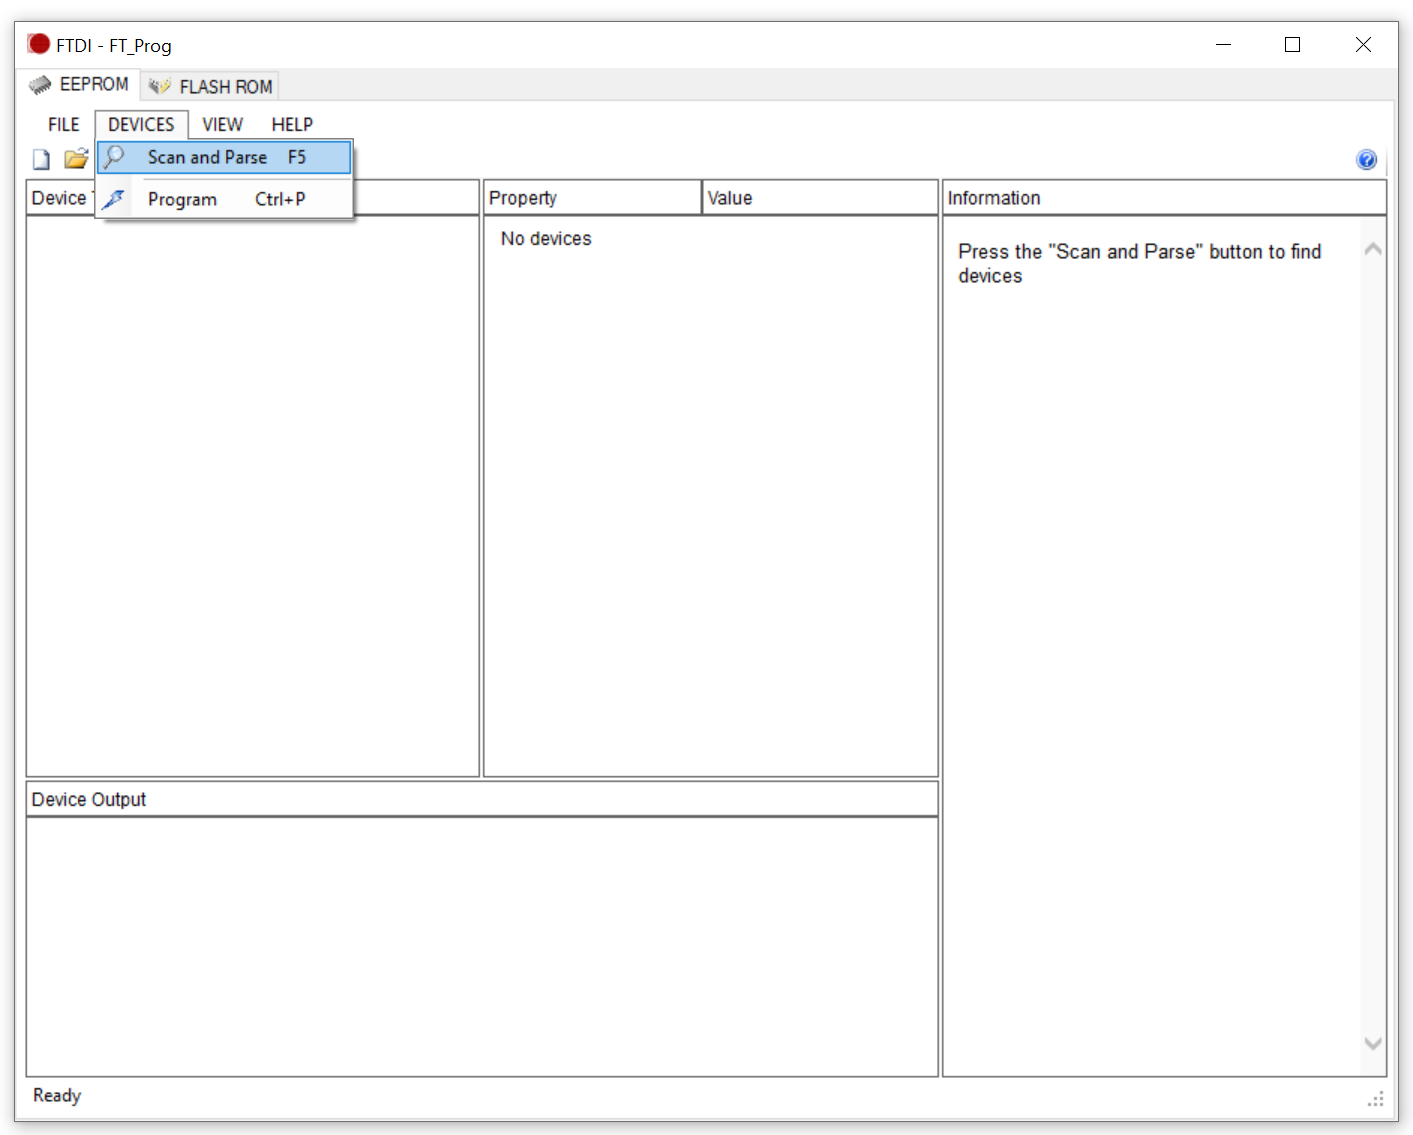 FTDI - FT_Prog
EEPROM FLASH ROM
FILE DEVICES VIEW HELP
Scan and Parse F5
Program Ctrl+P
Device
Property Value Information
No devices
Press the "Scan and Parse" button to find
devices
Device Output
Ready